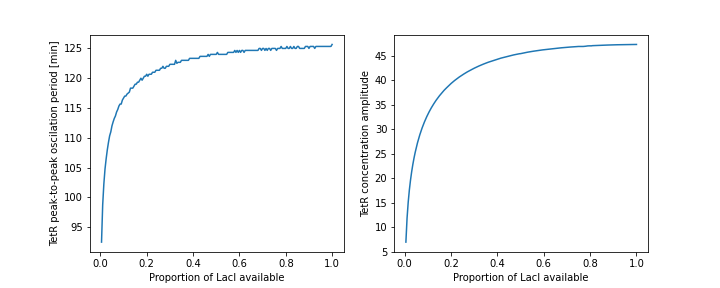 TetR peak-to-peak oscilation period [min]
125
120
115
110
105
100
95
0.0 0.2 0.4 0.6 0.8 1.0
Proportion of LacI available
TetR concentration amplitude
45
40
35
30
25
20
15
10
5
0.0 0.2 0.4 0.6 0.8 1.0
Proportion of LacI available